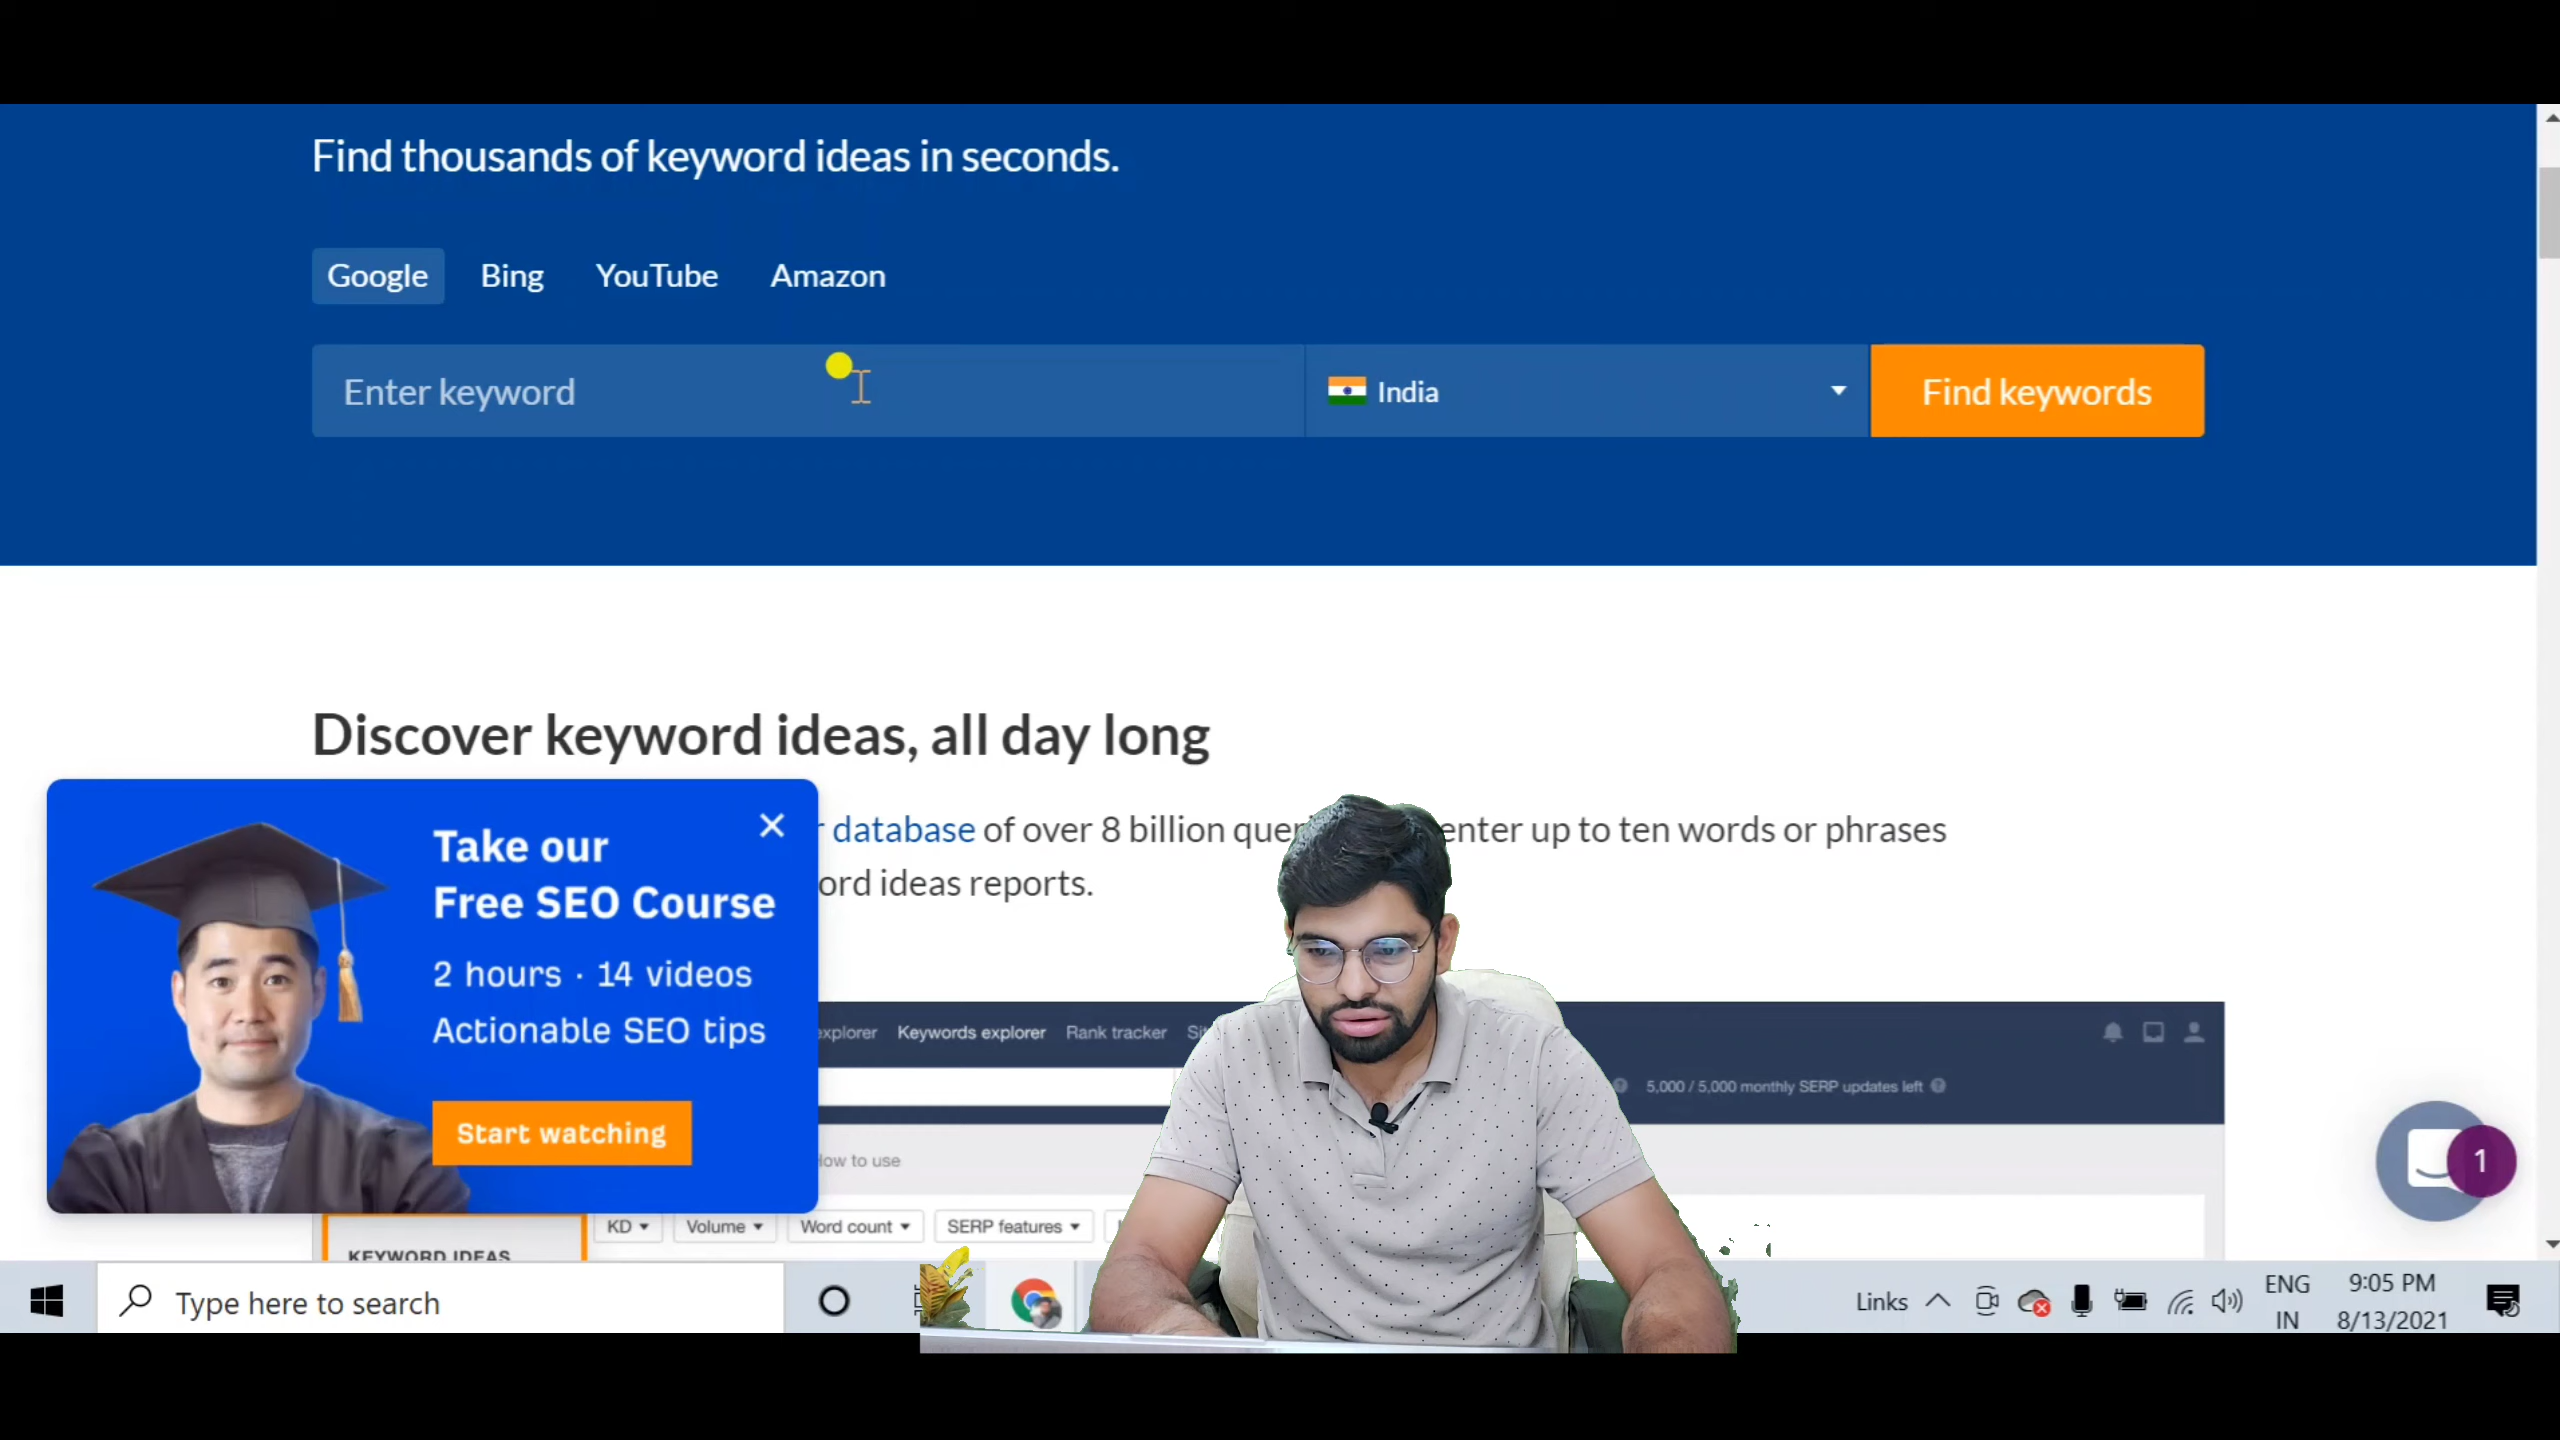 Find thousands of keyword ideas in seconds.
Google Bing YouTube Amazon
Enter keyword
India
Find keywords
Discover keyword ideas, all day long
database of over 8 billion enter up to ten words or phrases
ideas reports.
Take our
Free SEO Course
2 hours · 14 videos
Actionable SEO tips
Start watching
Keywords explorer Rank tracker
5,000 / 5,000 monthly SERP updates left
to use
KD Volume Word count SERP features
KEYWORD IDEAS
1
Type here to search
Links
ENG
IN
9:05 PM
8/13/2021